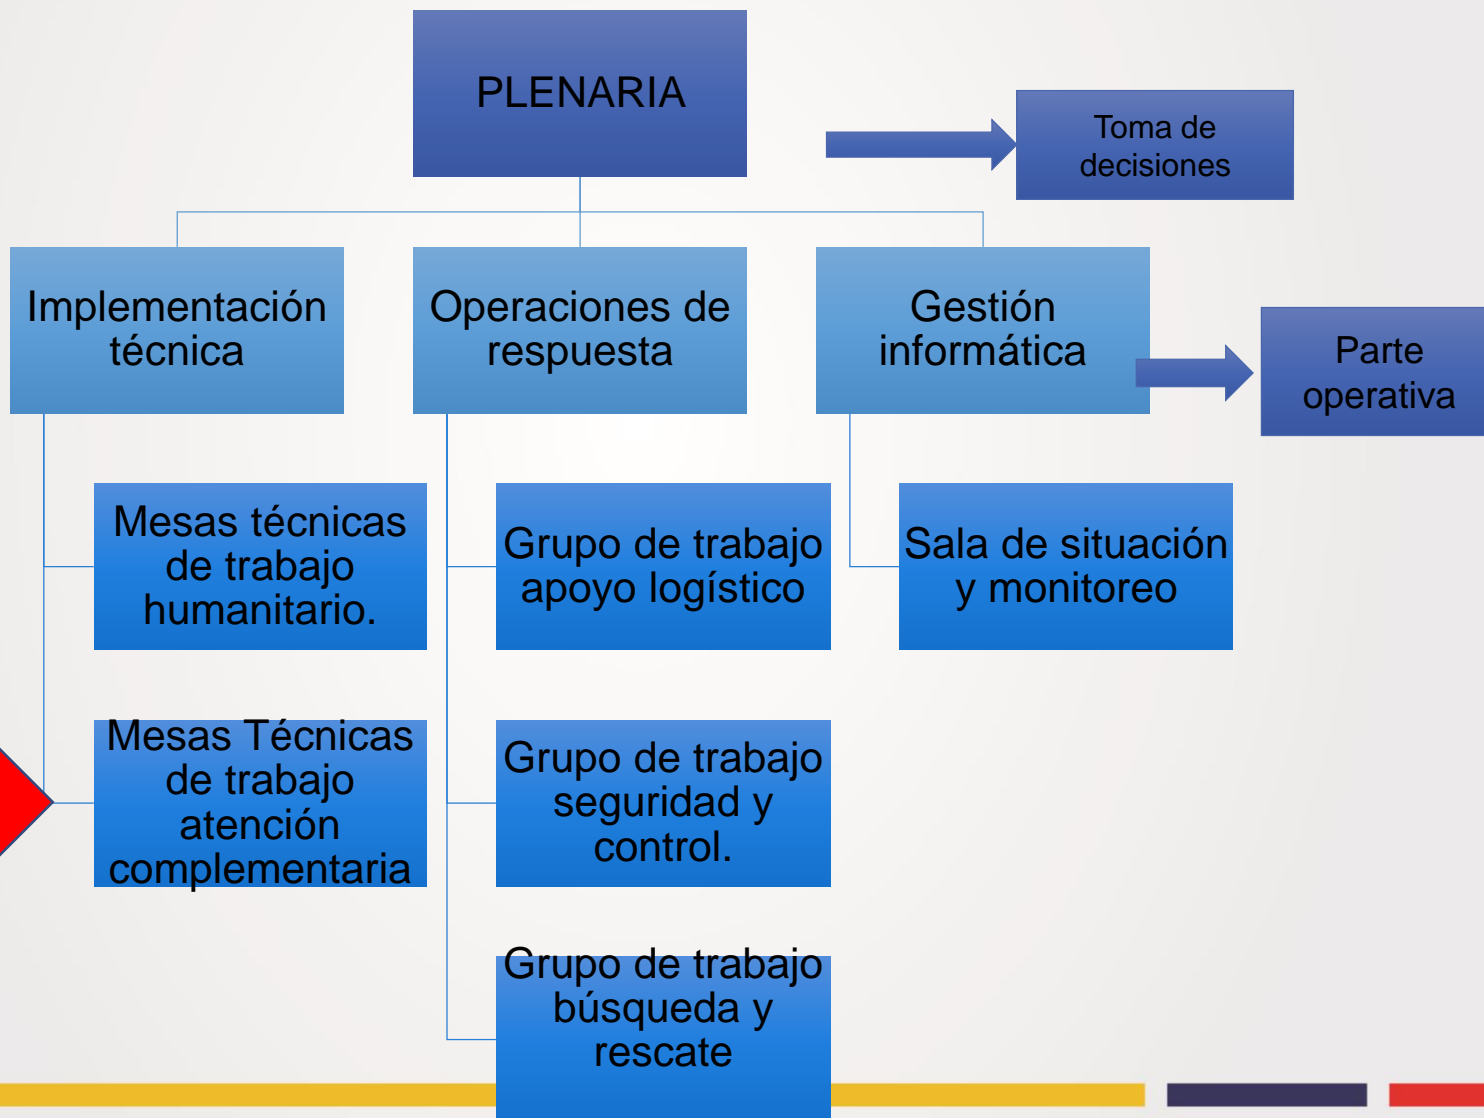 PLENARIA
Toma de
decisiones
Implementación
técnica
Operaciones de
respuesta
Gestión
informática
Parte
operativa
Mesas técnicas
de trabajo
humanitario.
Grupo de trabajo
apoyo logístico
Sala de situación
y monitoreo
Mesas Técnicas
de trabajo
atención
complementaria
Grupo de trabajo
seguridad y
control.
Grupo de trabajo
búsqueda y
rescate